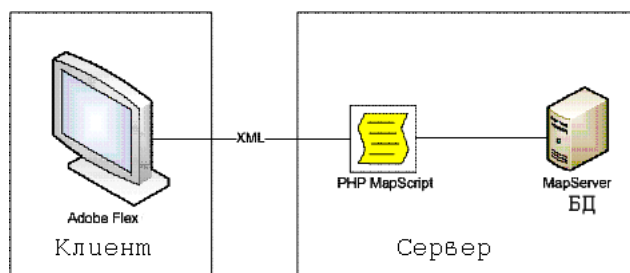 XML
Adobe Flex
Клиент
PHP MapScript
MapServer
БД
Сервер